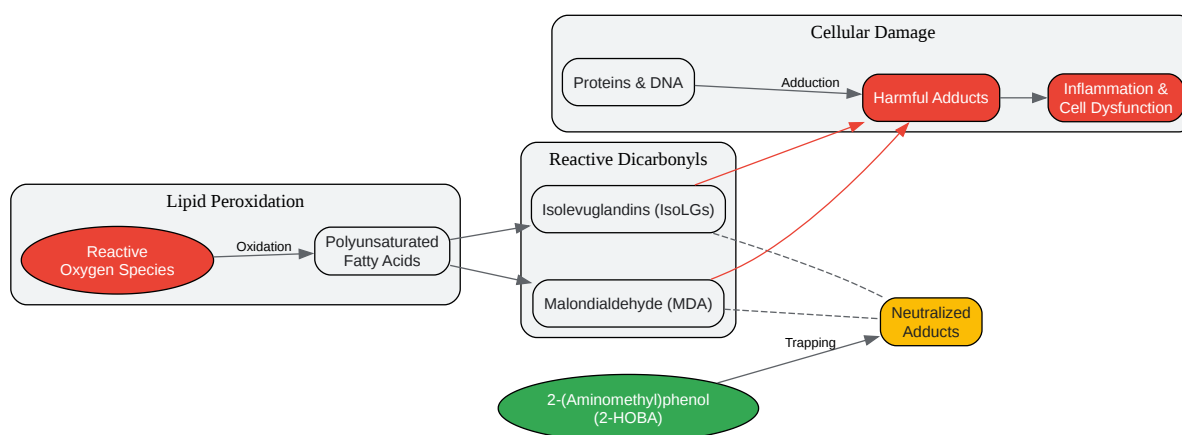 Cellular Damage
Proteins & DNA
Adduction
Harmful Adducts
Inflammation &
Cell Dysfunction
Reactive Dicarbonyls
Isolevuglandins (IsoLGs)
Malondialdehyde (MDA)
Lipid Peroxidation
Reactive
Oxygen Species
Oxidation
Polyunsaturated
Fatty Acids
Neutralized
Adducts
Trapping
2-(Aminomethyl)phenol
(2-HOBA)